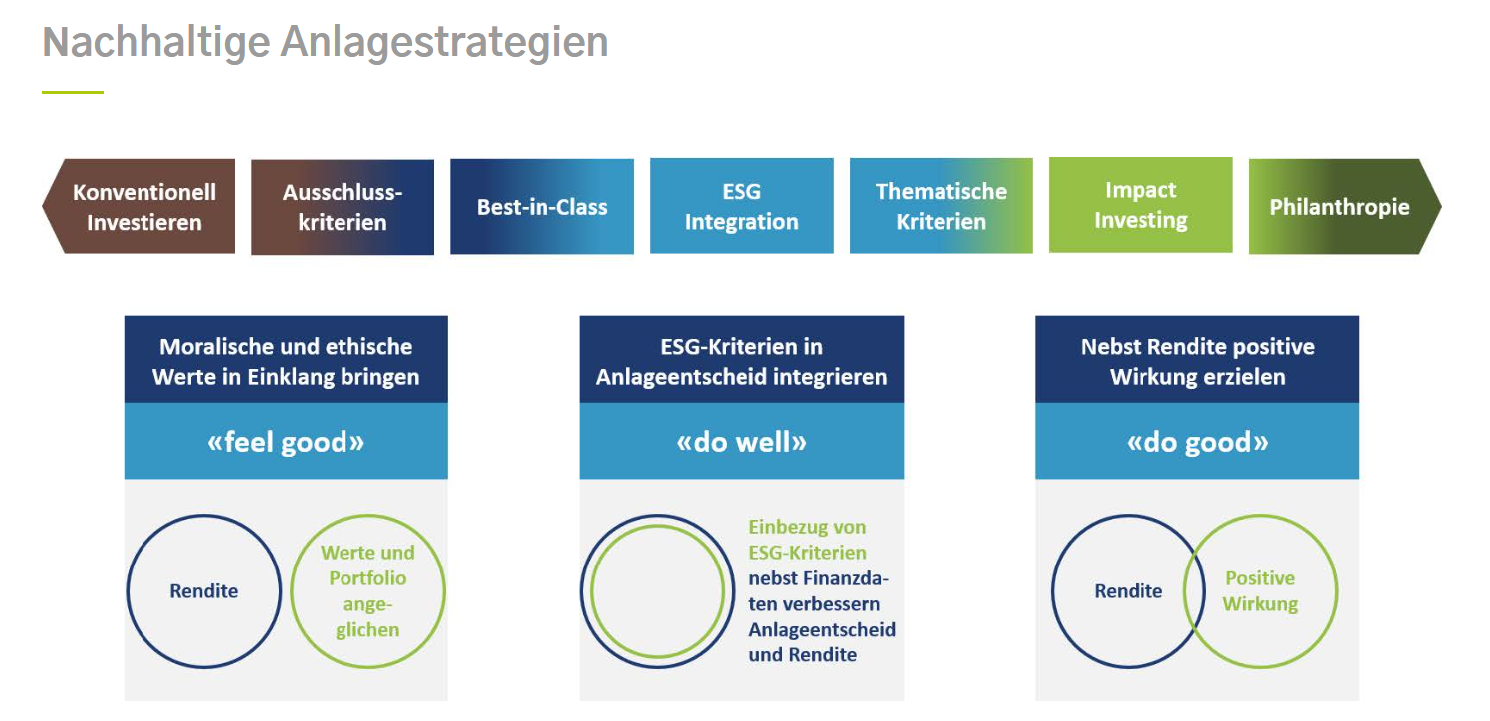 Nachhaltige Anlagestrategien
Konventionell
Investieren
Ausschluss-
kriterien
Best-in-Class
ESG
Integration
Thematische
Kriterien
Impact
Investing
Philanthropie
Moralische und ethische
Werte in Einklang bringen
«feel good»
Rendite
Werte und
Portfolio
ange-
glichen
ESG-Kriterien in
Anlageentscheid integrieren
«do well»
Einbezug von
ESG-Kriterien
nebst Finanzda-
ten verbessern
Anlageentscheid
und Rendite
Nebst Rendite positive
Wirkung erzielen
«do good»
Rendite
Positive
Wirkung